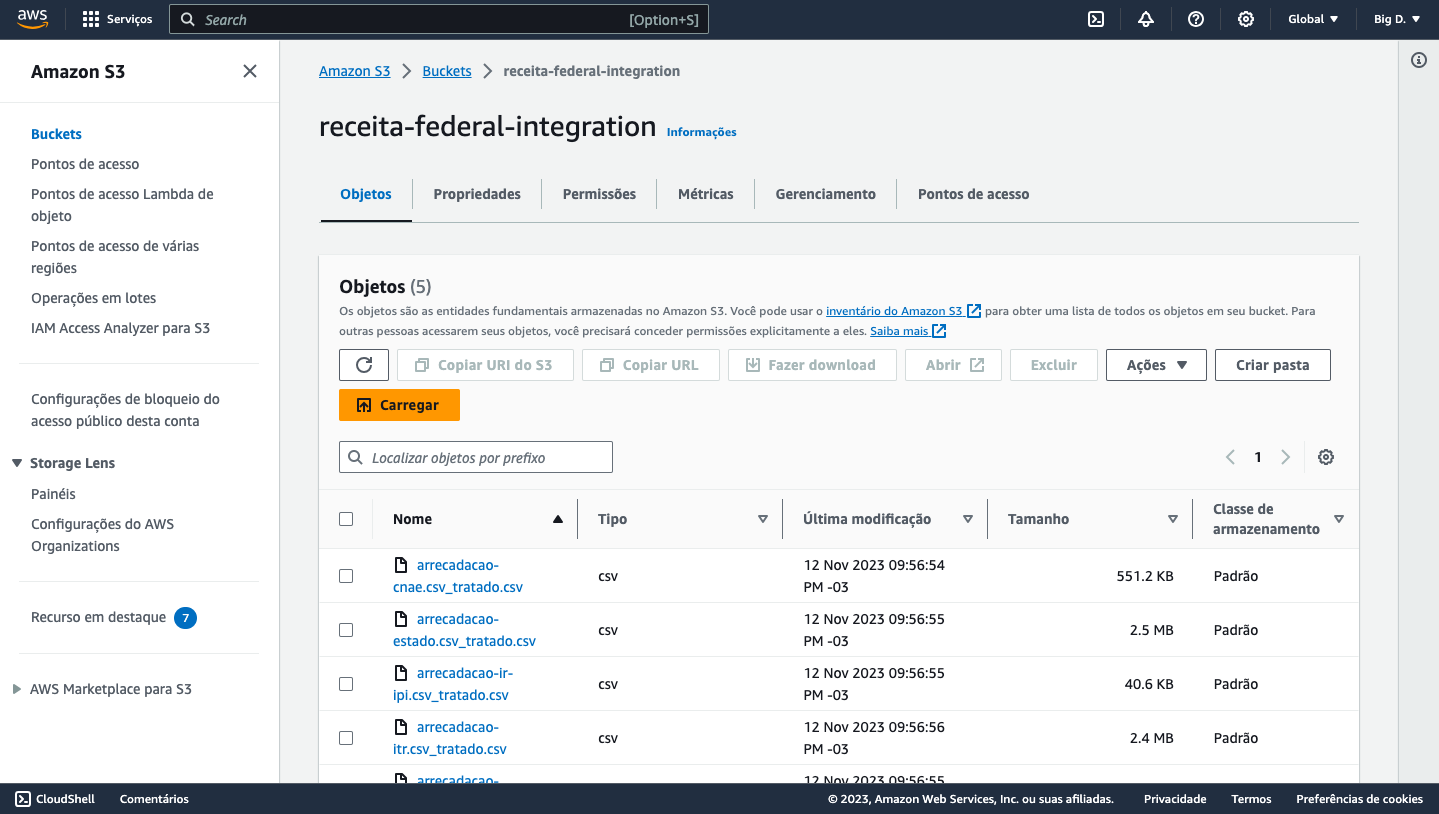 aws
Serviços
Search
[Option+S]
Global
Big D.
Amazon S3
Buckets
Pontos de acesso
Pontos de acesso Lambda de
objeto
Pontos de acesso de várias
regiões
Operações em lotes
IAM Access Analyzer para S3
Configurações de bloqueio do
acesso público desta conta
Storage Lens
Painéis
Configurações do AWS
Organizations
Recurso em destaque 7
AWS Marketplace para S3
Amazon S3 > Buckets > receita-federal-integration
receita-federal-integration Informações
Objetos
Propriedades
Permissões
Métricas
Gerenciamento
Pontos de acesso
Objetos (5)
Os objetos são as entidades fundamentais armazenadas no Amazon S3. Você pode usar o inventário do Amazon S3 para obter uma lista de todos os objetos em seu bucket. Para
outras pessoas acessarem seus objetos, você precisará conceder permissões explicitamente a eles. Saiba mais
Copiar URI do S3
Copiar URL
Fazer download
Abrir
Excluir
Ações
Criar pasta
Carregar
Localizar objetos por prefixo
1
Nome
Tipo
Última modificação
Tamanho
Classe de
armazenamento
arrecadacao-
cnae.csv_tratado.csv
csv
12 Nov 2023 09:56:54
PM -03
551.2 KB
Padrão
arrecadacao-
estado.csv_tratado.csv
csv
12 Nov 2023 09:56:55
PM -03
2.5 MB
Padrão
arrecadacao-ir-
ipi.csv_tratado.csv
csv
12 Nov 2023 09:56:55
PM -03
40.6 KB
Padrão
arrecadacao-
itr.csv_tratado.csv
csv
12 Nov 2023 09:56:56
PM -03
2.4 MB
Padrão
arrecadacao-
12 Nov 2023 09:56:55
CloudShell
Comentários
© 2023, Amazon Web Services, Inc. ou suas afiliadas.
Privacidade
Termos
Preferências de cookies